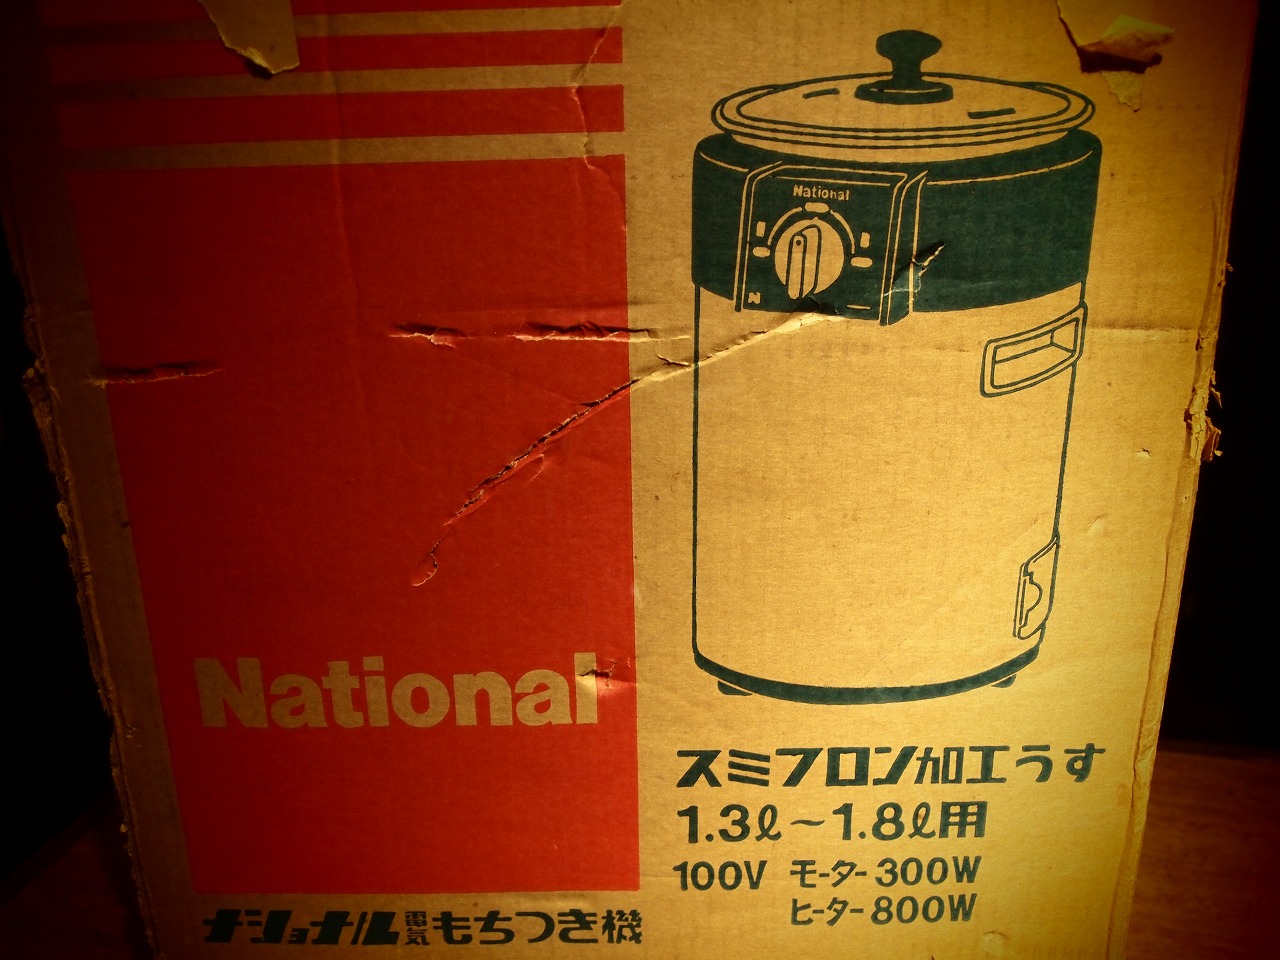 National
National
スミフロン加工うす
1.3ℓ～1.8ℓ用
100V モーター300W
ヒーター800W
ナショナル電気もちつき機